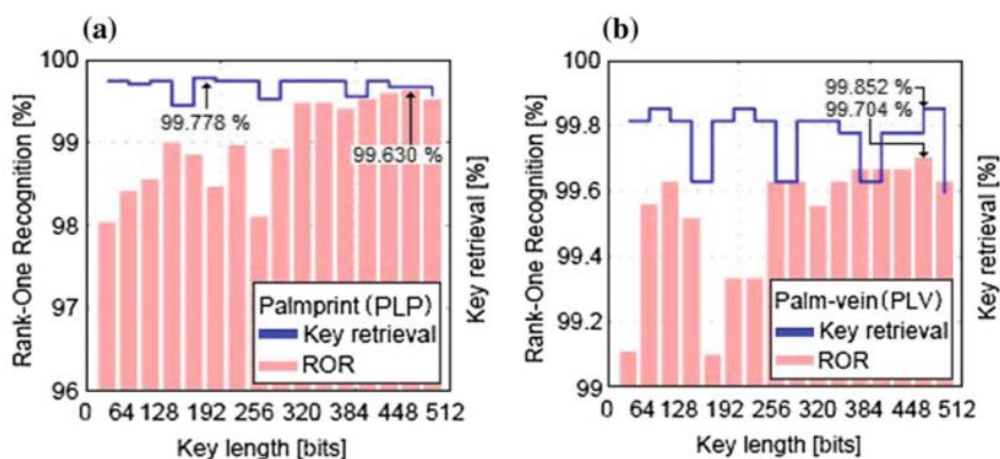 (a)
100
99
98
97
96
Rank-One Recognition [%]
Key retrieval [%]
99.778 %
99.630 %
Palmprint (PLP)
Key retrieval
ROR
0 64 128 192 256 320 384 448 512
Key length [bits]
(b)
100
99.8
99.6
99.4
99.2
99
Rank-One Recognition [%]
Key retrieval [%]
99.852 %
99.704 %
Palm-vein (PLV)
Key retrieval
ROR
0 64 128 192 256 320 384 448 512
Key length [bits]